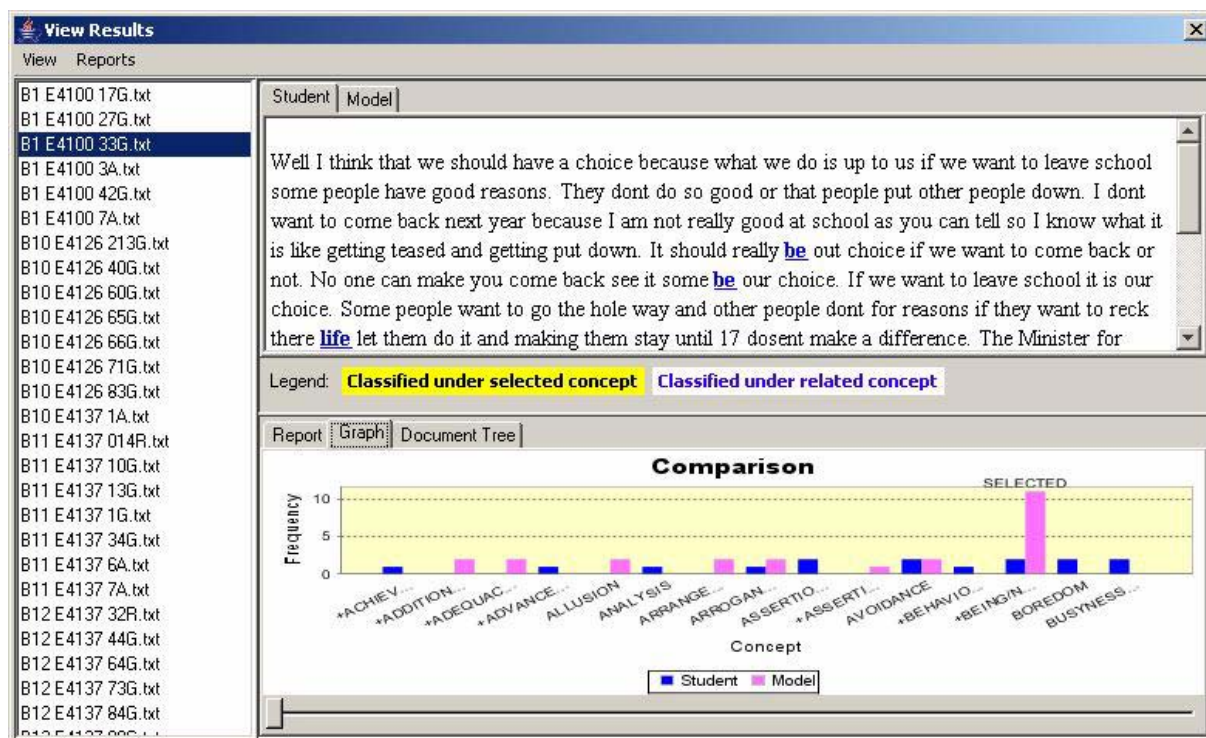 View Results
View Reports
B1 E4100 17G.txt
B1 E4100 27G.txt
B1 E4100 33G.txt
B1 E4100 3A.txt
B1 E4100 42G.txt
B1 E4100 7A.txt
B10 E4126 213G.txt
B10 E4126 40G.txt
B10 E4126 60G.txt
B10 E4126 65G.txt
B10 E4126 66G.txt
B10 E4126 71G.txt
B10 E4126 83G.txt
B10 E4137 1A.txt
B11 E4137 014R.txt
B11 E4137 10G.txt
B11 E4137 13G.txt
B11 E4137 1G.txt
B11 E4137 34G.txt
B11 E4137 6A.txt
B11 E4137 7A.txt
B12 E4137 32R.txt
B12 E4137 44G.txt
B12 E4137 64G.txt
B12 E4137 73G.txt
B12 E4137 84G.txt
Student Model
Well I think that we should have a choice because what we do is up to us if we want to leave school
some people have good reasons. They dont do so good or that people put other people down. I dont
want to come back next year because I am not really good at school as you can tell so I know what it
is like getting teased and getting put down. It should really be out choice if we want to come back or
not. No one can make you come back see it some be our choice. If we want to leave school it is our
choice. Some people want to go the hole way and other people dont for reasons if they want to reck
there life let them do it and making them stay until 17 dosent make a difference. The Minister for
Legend: Classified under selected concept Classified under related concept
Report Graph Document Tree
Comparison
SELECTED
Frequency
10
5
0
+ACHIEV...
+ADDITION...
+ADEQUAC...
+ADVANCE...
ALLUSION
ANALYSIS
ARRANGE...
ARROGAN...
ASSERTIO...
+ASSERTI...
AVOIDANCE
+BEHAVIO...
+BEING/N...
BOREDOM
BUSYNESS...
Concept
Student Model